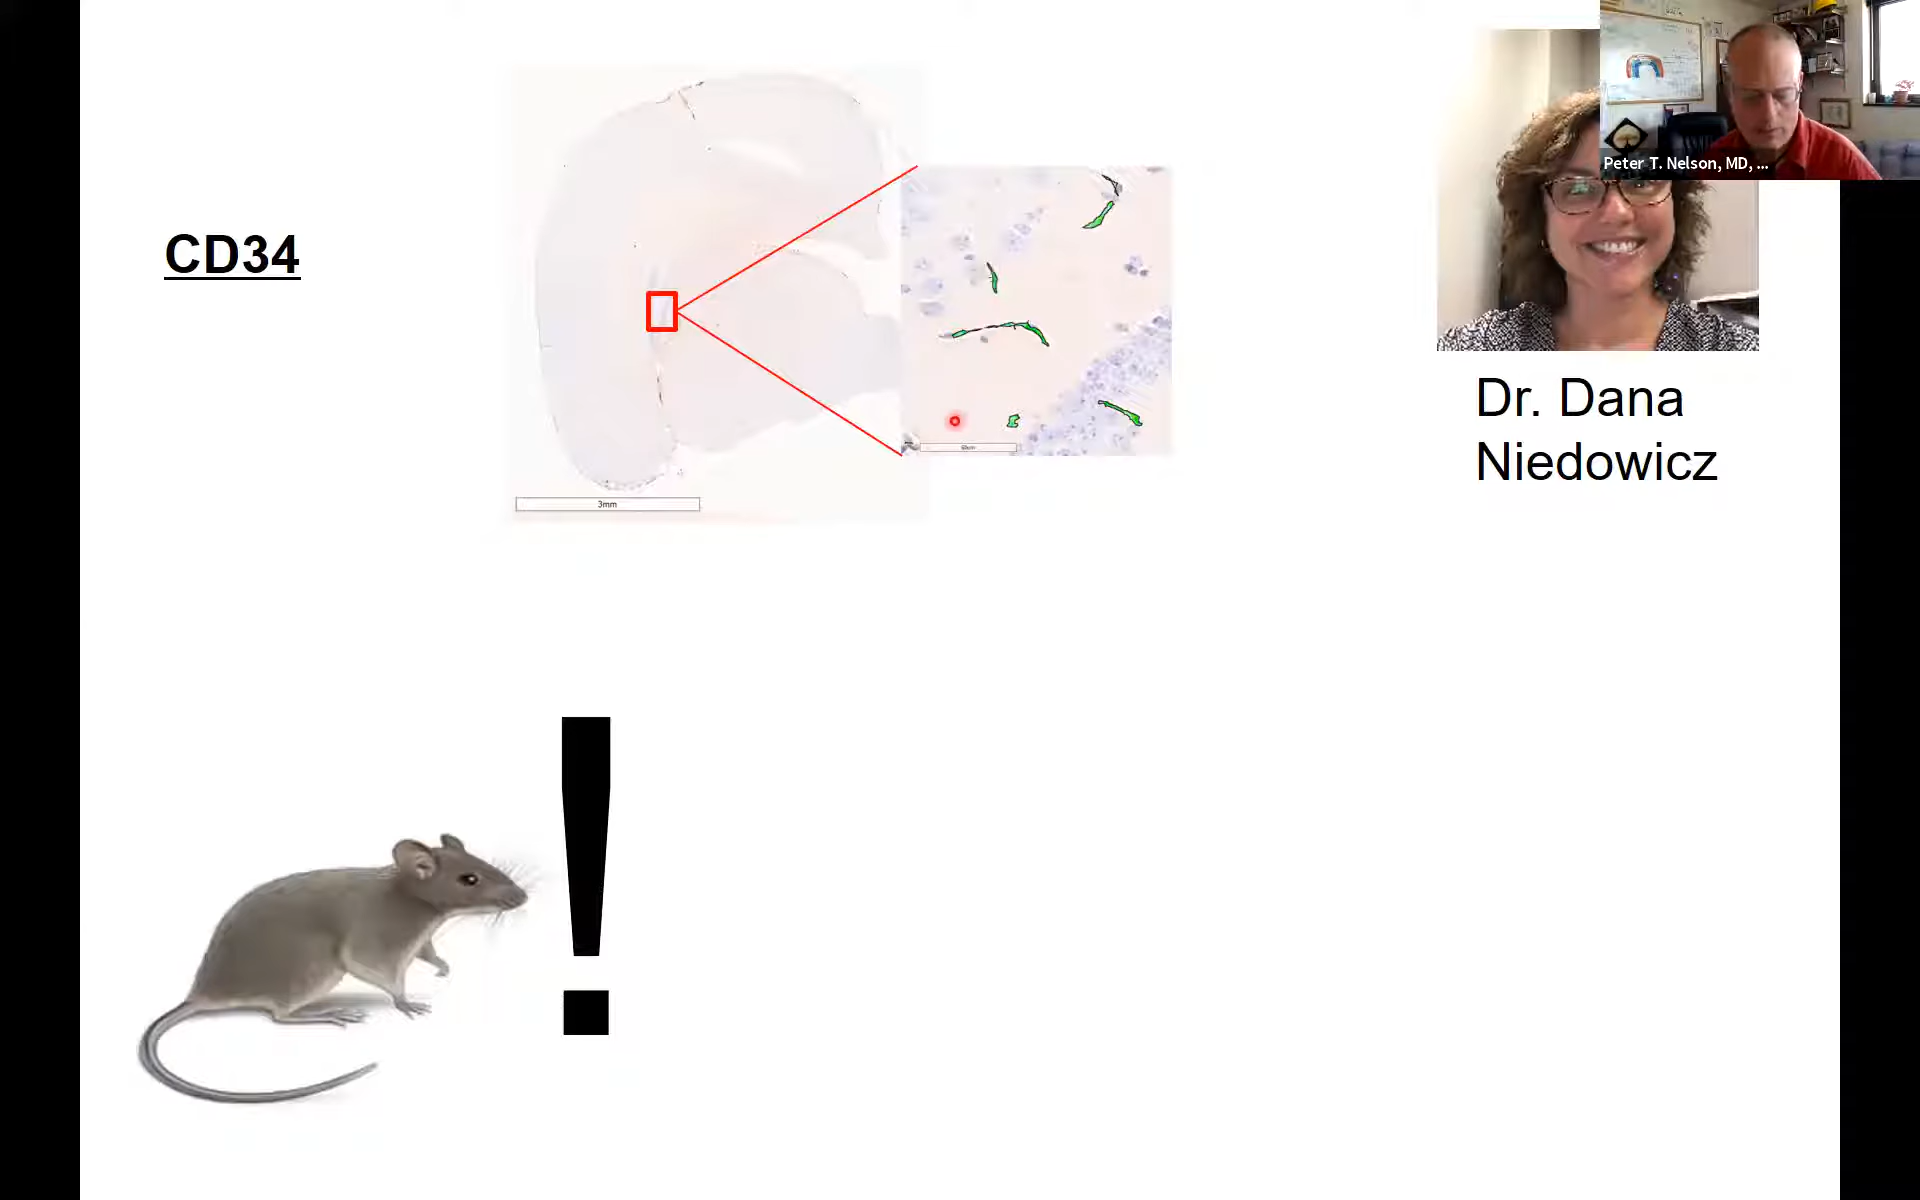 Peter T. Nelson, MD, ...
CD34
Dr. Dana
Niedowicz
3mm
!